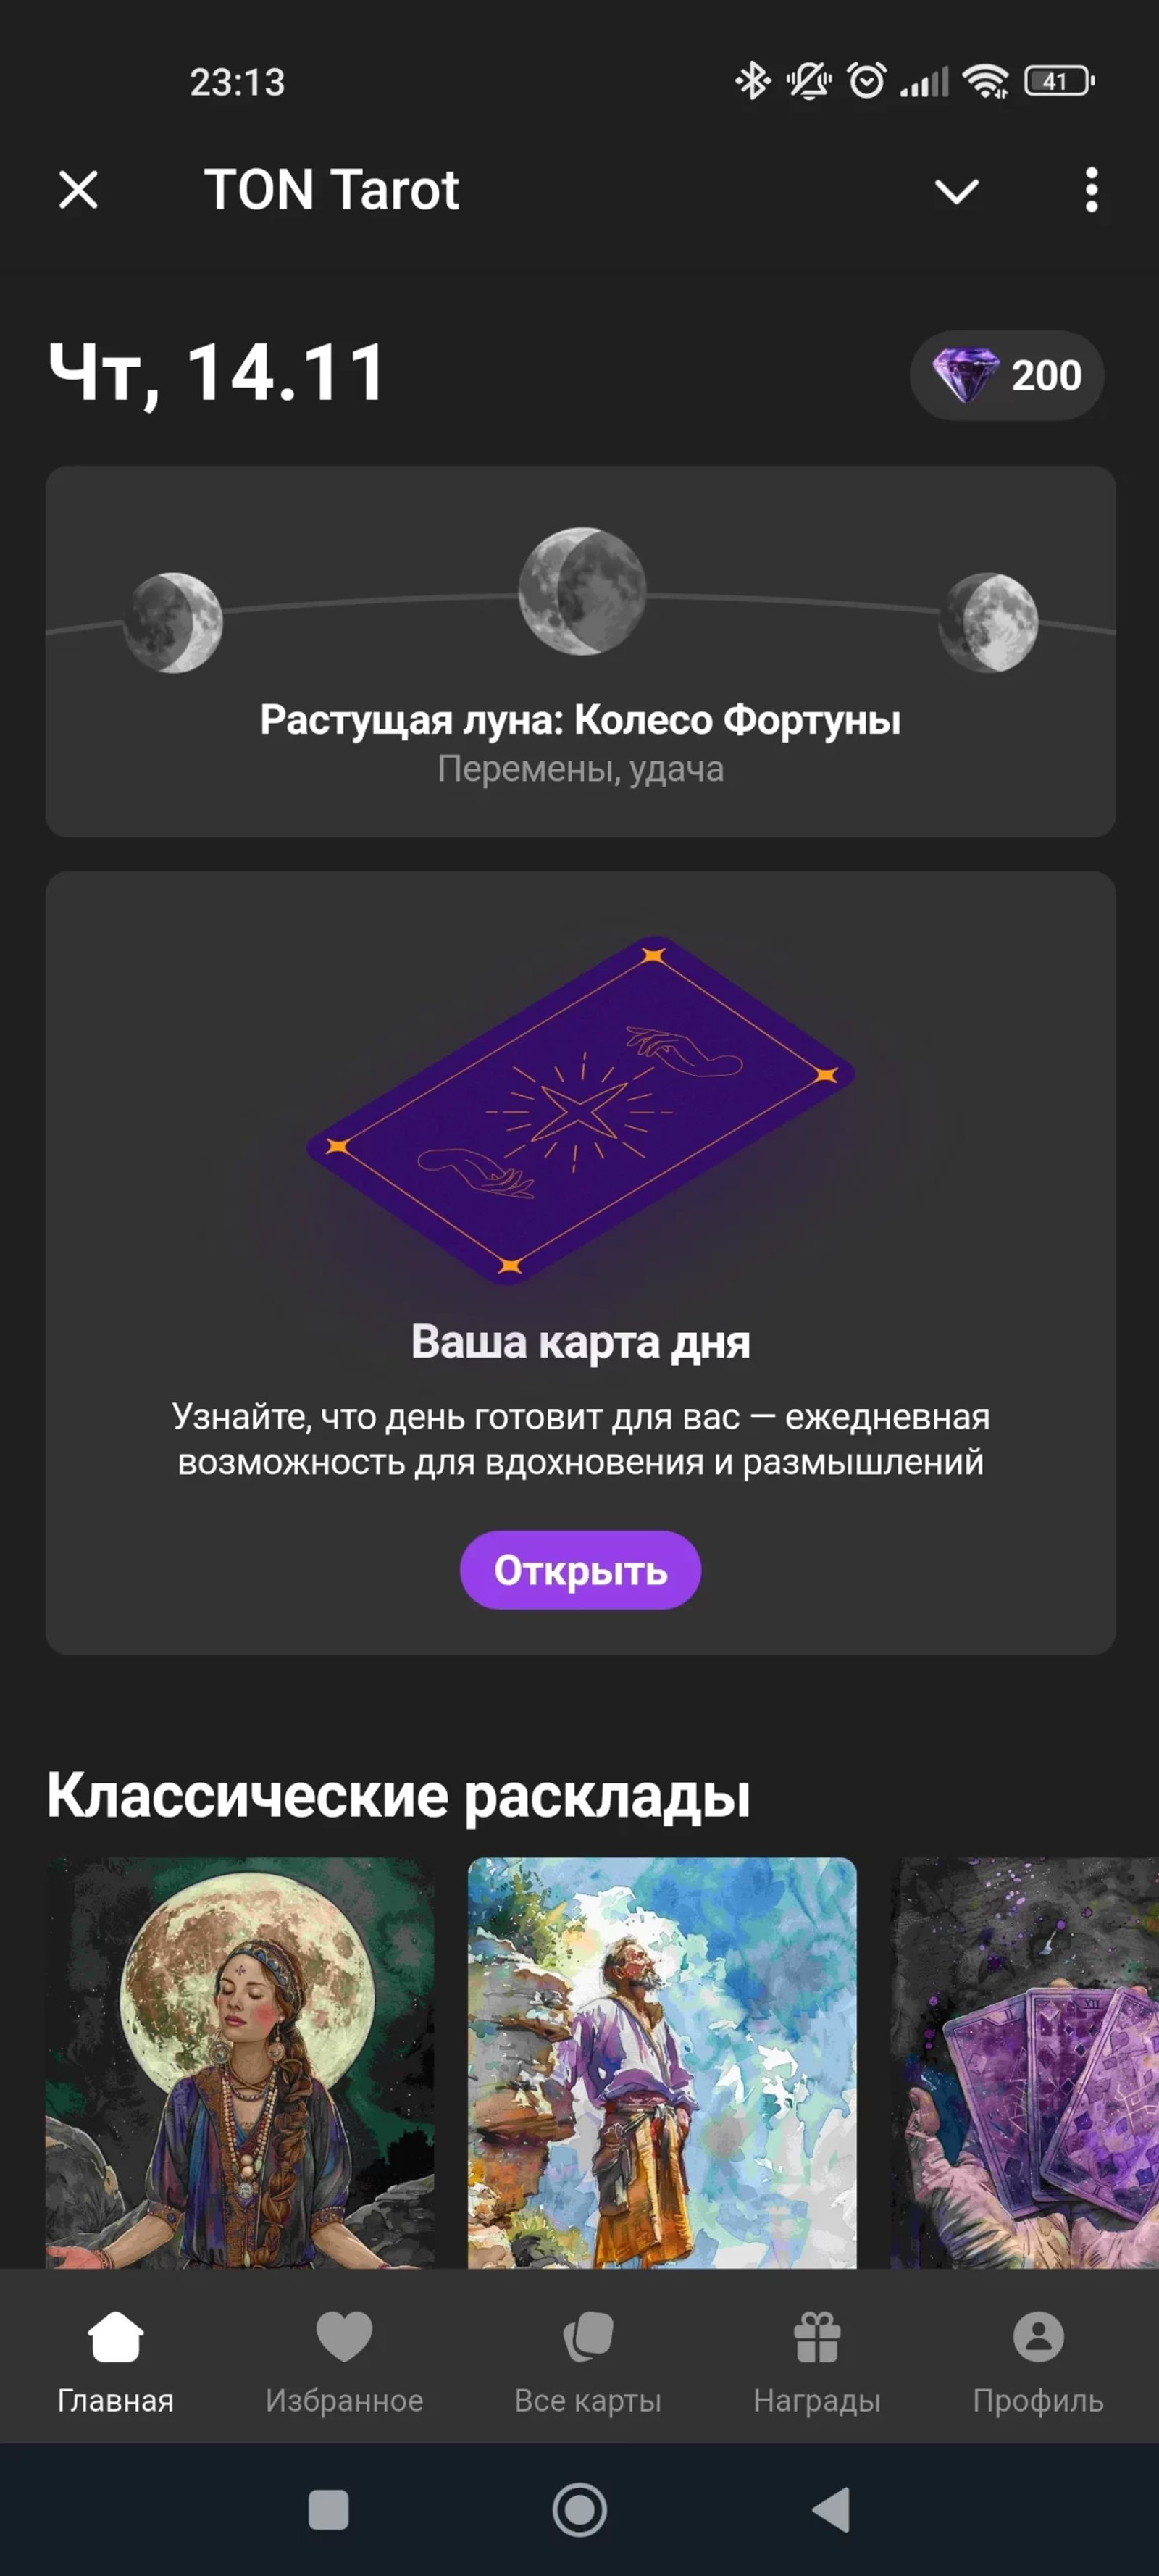 23:13
41
TON Tarot
Чт, 14.11
200
Растущая луна: Колесо Фортуны
Перемены, удача
Ваша карта дня
Узнайте, что день готовит для вас — ежедневная
возможность для вдохновения и размышлений
Открыть
Классические расклады
XII
Главная
Избранное
Все карты
Награды
Профиль